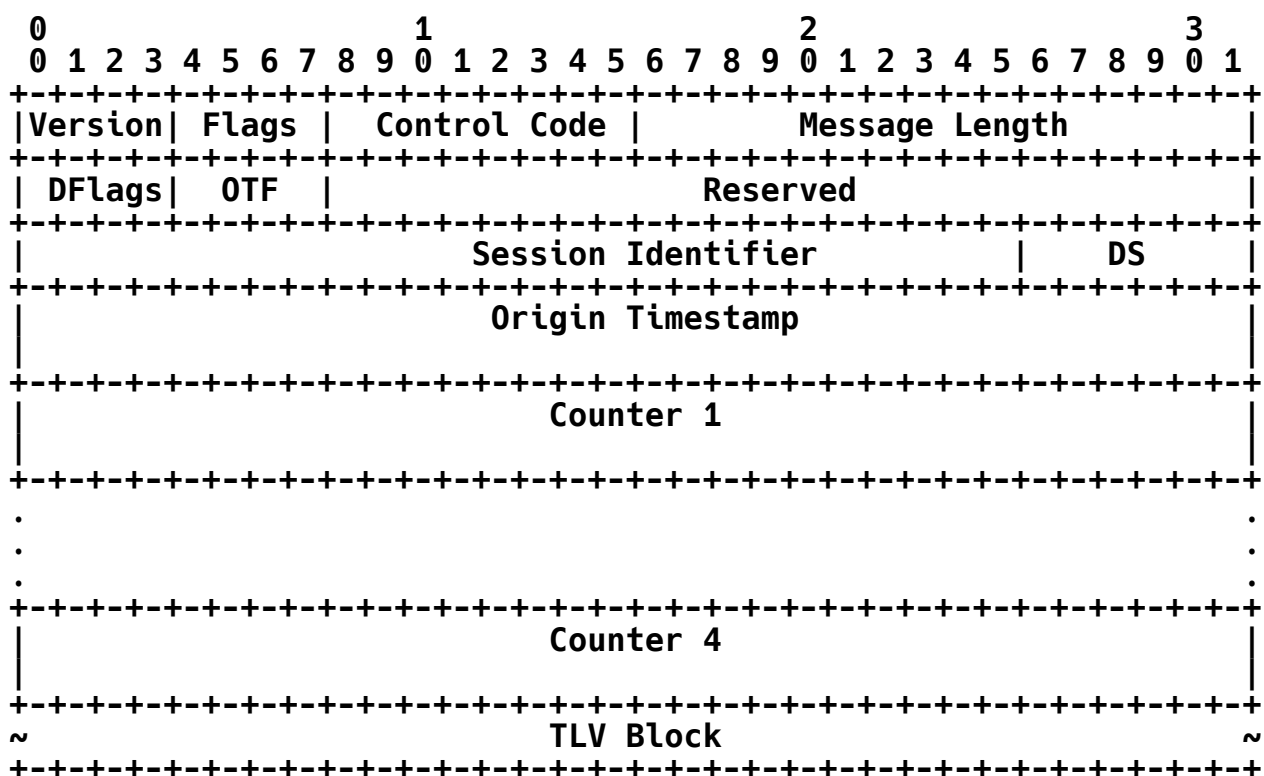 0                   1                   2                   3
 0 1 2 3 4 5 6 7 8 9 0 1 2 3 4 5 6 7 8 9 0 1 2 3 4 5 6 7 8 9 0 1
+-+-+-+-+-+-+-+-+-+-+-+-+-+-+-+-+-+-+-+-+-+-+-+-+-+-+-+-+-+-+-+-+
|Version| Flags |  Control Code |        Message Length         |
+-+-+-+-+-+-+-+-+-+-+-+-+-+-+-+-+-+-+-+-+-+-+-+-+-+-+-+-+-+-+-+-+
| DFlags|  OTF  |                   Reserved                    |
+-+-+-+-+-+-+-+-+-+-+-+-+-+-+-+-+-+-+-+-+-+-+-+-+-+-+-+-+-+-+-+-+
|                       Session Identifier          |    DS     |
+-+-+-+-+-+-+-+-+-+-+-+-+-+-+-+-+-+-+-+-+-+-+-+-+-+-+-+-+-+-+-+-+
|                        Origin Timestamp                       |
|                                                               |
+-+-+-+-+-+-+-+-+-+-+-+-+-+-+-+-+-+-+-+-+-+-+-+-+-+-+-+-+-+-+-+-+
|                           Counter 1                           |
|                                                               |
+-+-+-+-+-+-+-+-+-+-+-+-+-+-+-+-+-+-+-+-+-+-+-+-+-+-+-+-+-+-+-+-+
.                                                               .
.                                                               .
.                                                               .
+-+-+-+-+-+-+-+-+-+-+-+-+-+-+-+-+-+-+-+-+-+-+-+-+-+-+-+-+-+-+-+-+
|                           Counter 4                           |
|                                                               |
+-+-+-+-+-+-+-+-+-+-+-+-+-+-+-+-+-+-+-+-+-+-+-+-+-+-+-+-+-+-+-+-+
~                           TLV Block                           ~
+-+-+-+-+-+-+-+-+-+-+-+-+-+-+-+-+-+-+-+-+-+-+-+-+-+-+-+-+-+-+-+-+